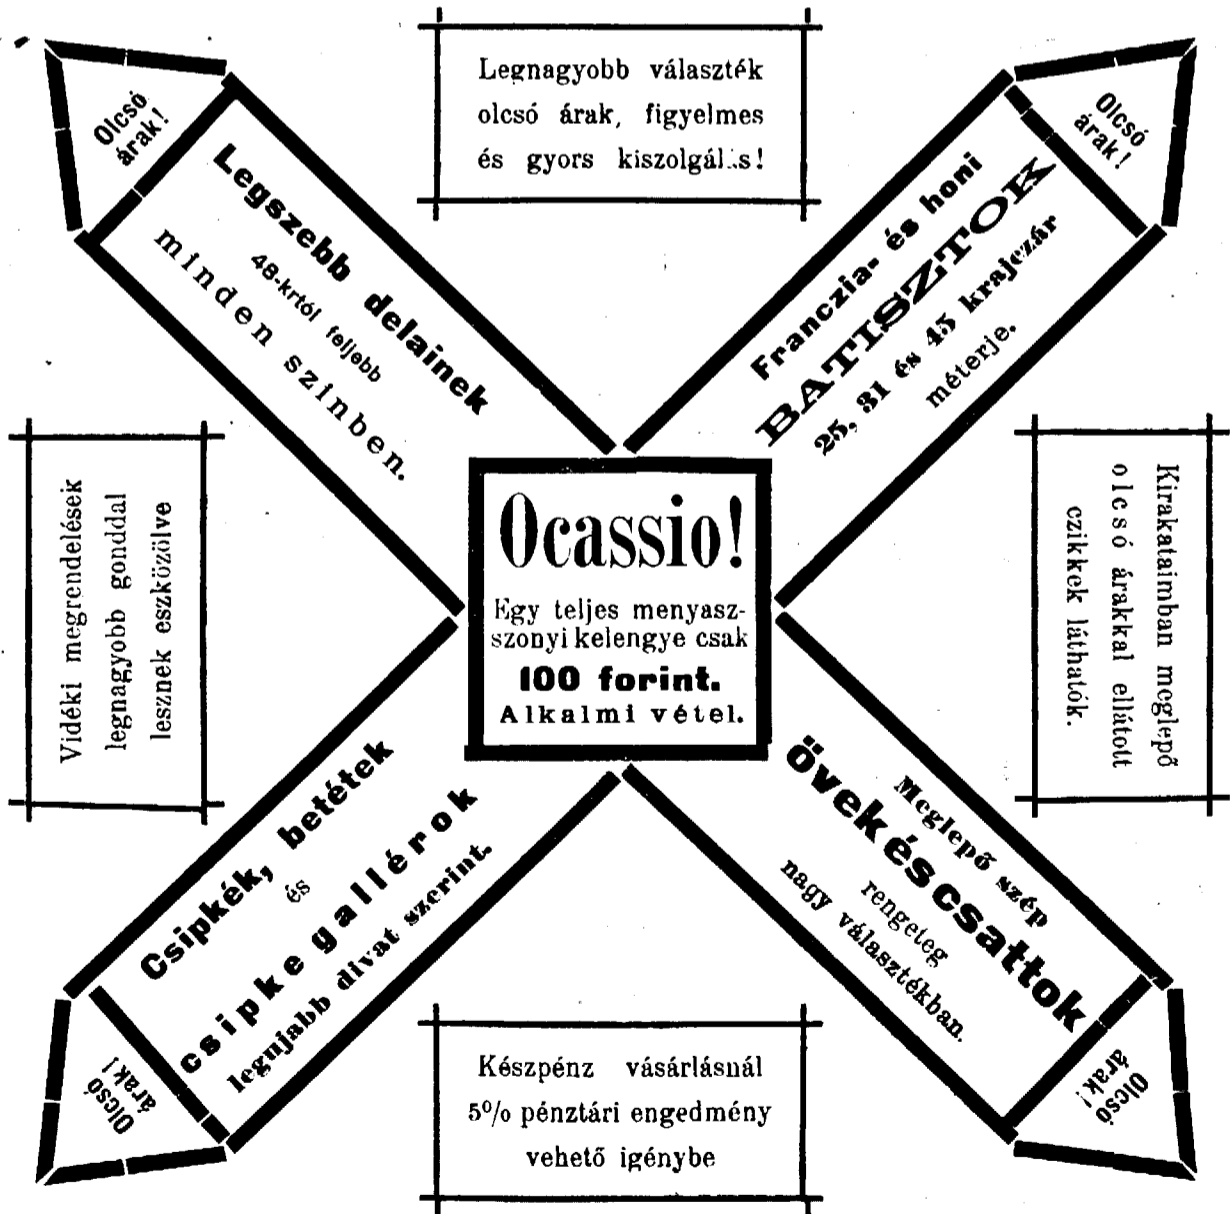 Legnagyobb választék
olcsó árak, figyelmes
és gyors kiszolgálás!
Olcsó
árak!
Legszebb delainek
48-krtól feljebb
minden szinben.
Olcsó
árak!
Franczia- és honi
BATISZTOK
25, 31 és 45 krajczár
méterje.
Vidéki megrendelések
legnagyobb gonddal
lesznek eszközölve
Ocassio!
Egy teljes menyasz-
szonyi kelengye csak
100 forint.
Alkalmi vétel.
Kirakataimban meglepő
olcsó árakkal ellátott
czikkek láthatók.
Csipkék, betétek
és
csipkegallérok
legujabb divat szerint.
Olcsó
árak!
Meglepő szép
övek és csattok
rengeteg
nagy választékban.
Olcsó
árak!
Készpénz vásárlásnál
5% pénztári engedmény
vehető igénybe